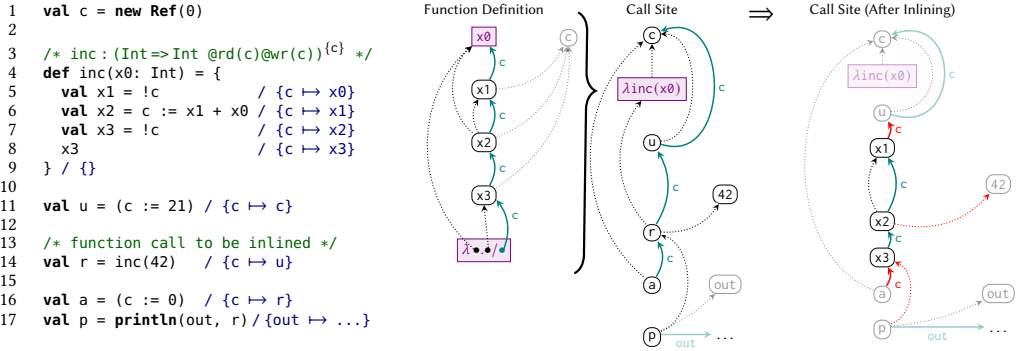 1 val c = new Ref(0)
2
3 /* inc: (Int => Int @rd(c)@wr(c)){c} */
4 def inc(x0: Int) = {
5 val x1 = !c / {c ↦ x0}
6 val x2 = c := x1 + x0 / {c ↦ x1}
7 val x3 = !c / {c ↦ x2}
8 x3 / {c ↦ x3}
9 } / {}
10
11 val u = (c := 21) / {c ↦ c}
12
13 /* function call to be inlined */
14 val r = inc(42) / {c ↦ u}
15
16 val a = (c := 0) / {c ↦ r}
17 val p = println(out, r) / {out ↦ ...}
Function Definition
x0
c
c
x1
c
x2
c
x3
c
λ ●.●/●
Call Site
c
λinc(x0)
c
u
c
42
r
c
a
out
p
out
...
⇒
Call Site (After Inlining)
c
λinc(x0)
c
u
c
x1
c
42
x2
c
x3
c
a
out
p
out
...